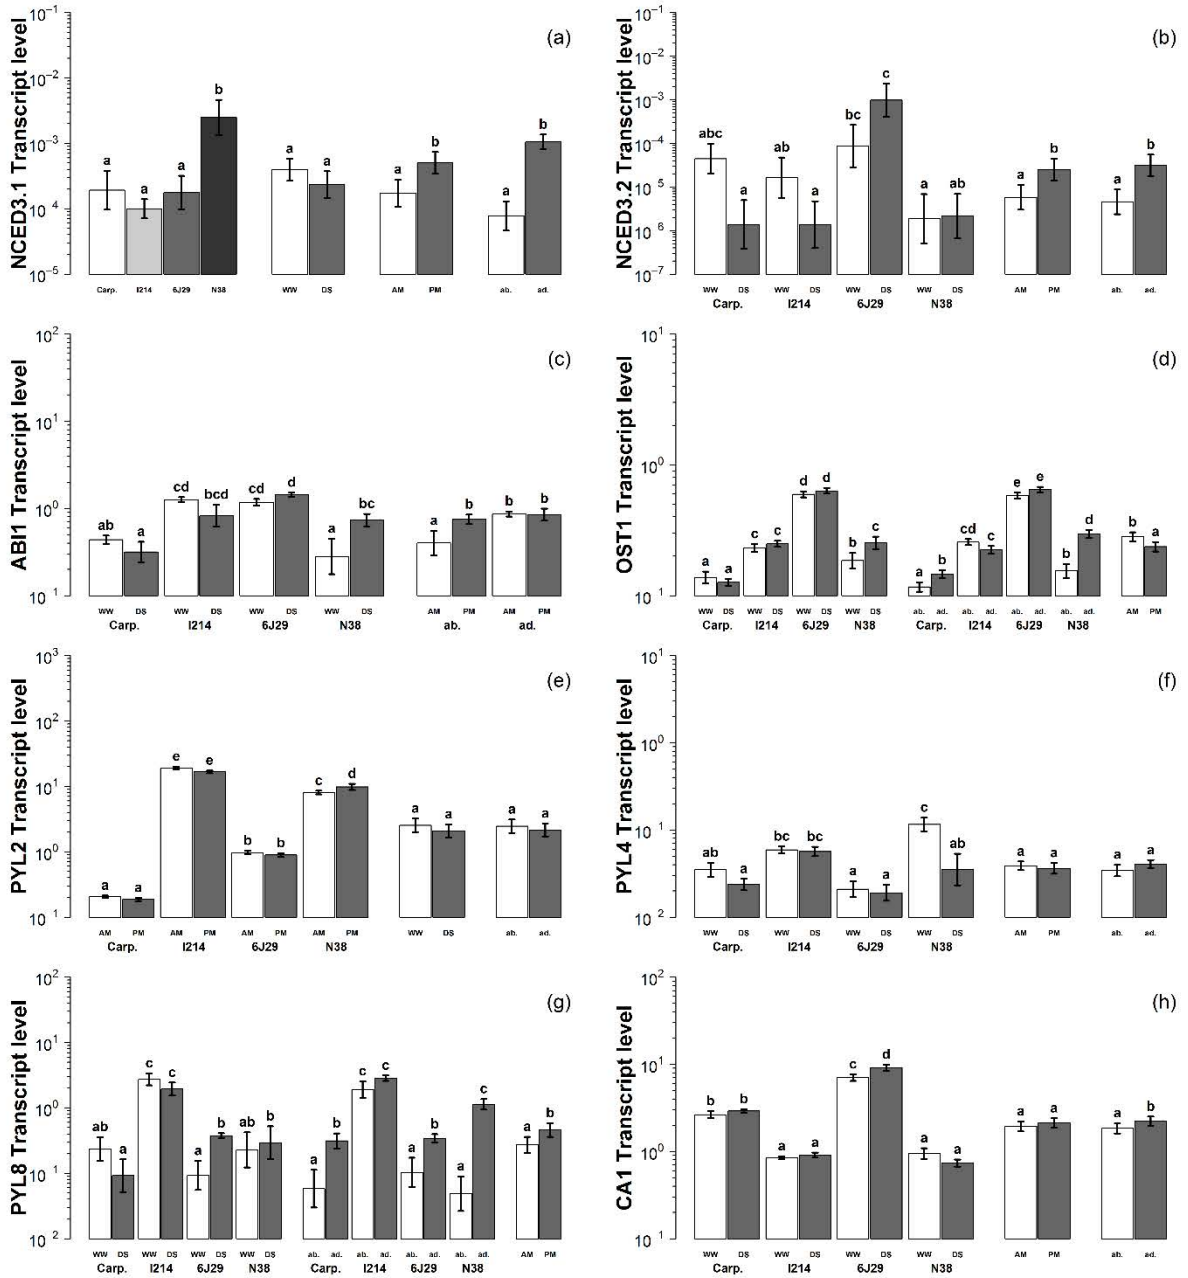 (a)
NCED3.1 Transcript level
10⁻¹
10⁻²
10⁻³
10⁻⁴
10⁻⁵
a a a b a a a b a b
Carp. I214 6J29 N38 WW DS AM PM ab. ad.
(b)
NCED3.2 Transcript level
10⁻¹
10⁻²
10⁻³
10⁻⁴
10⁻⁵
10⁻⁶
10⁻⁷
abc a ab a bc c a ab a b a b
WW DS WW DS WW DS WW DS AM PM ab. ad.
Carp. I214 6J29 N38
(c)
ABI1 Transcript level
10²
10¹
10⁰
10 ¹
ab a cd bcd cd d a bc a b b b
WW DS WW DS WW DS WW DS AM PM AM PM
Carp. I214 6J29 N38 ab. ad.
(d)
OST1 Transcript level
10¹
10⁰
10 ¹
a a c c d d b c a b cd c e e b d b a
WW DS WW DS WW DS WW DS ab. ad. ab. ad. ab. ad. ab. ad. AM PM
Carp. I214 6J29 N38 Carp. I214 6J29 N38
(e)
PYL2 Transcript level
10³
10²
10¹
10⁰
10 ¹
a a e e b b c d a a a a
AM PM AM PM AM PM AM PM WW DS ab. ad.
Carp. I214 6J29 N38
(f)
PYL4 Transcript level
10¹
10⁰
10 ¹
10 ²
ab a bc bc a a c ab a a a a
WW DS WW DS WW DS WW DS AM PM ab. ad.
Carp. I214 6J29 N38
(g)
PYL8 Transcript level
10²
10¹
10⁰
10 ¹
10 ²
ab a c c a b ab b a b c c a b a c a b
WW DS WW DS WW DS WW DS ab. ad. ab. ad. ab. ad. ab. ad. AM PM
Carp. I214 6J29 N38 Carp. I214 6J29 N38
(h)
CA1 Transcript level
10²
10¹
10⁰
10 ¹
b b a a c d a a a a a b
WW DS WW DS WW DS WW DS AM PM ab. ad.
Carp. I214 6J29 N38